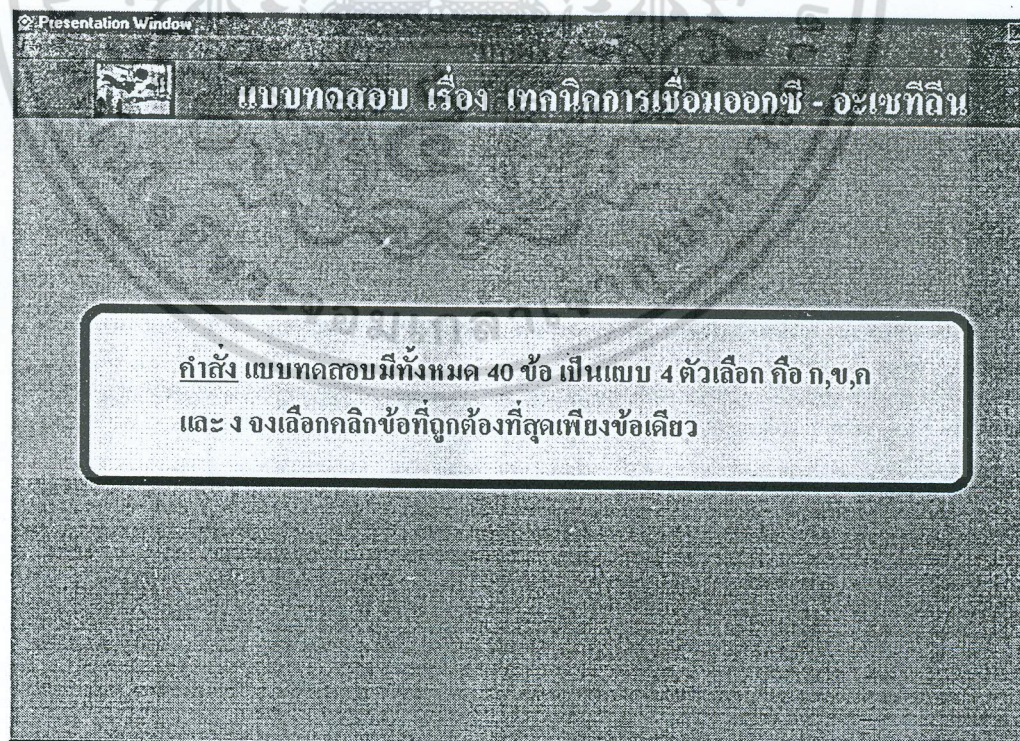 Presentation Window
แบบทดสอบ เรื่อง เทคนิคการเชื่อมออกซี - อะเซทีลีน
คำสั่ง แบบทดสอบมีทั้งหมด 40 ข้อ เป็นแบบ 4 ตัวเลือก คือ ก,ข,ค
และ ง จงเลือกคลิกข้อที่ถูกต้องที่สุดเพียงข้อเดียว